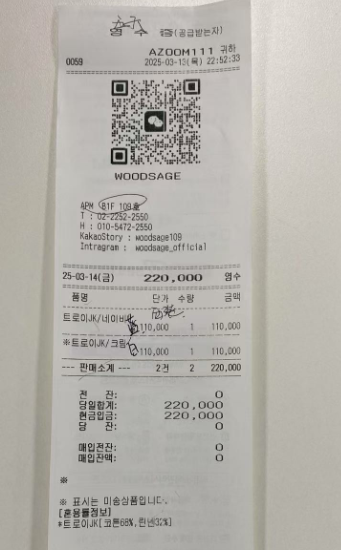 영 수 증(공급받는자)
AZOOM111 귀하
0059 2025-03-13(목) 22:52:33
WOODSAGE
APM B1F 109호
T : 02-2252-2550
H : 010-5472-2550
KakaoStory : woodsage109
Intragram : woodsage_official
25-03-14(금) 220,000 영수
품명 단가 수량 금액
트로이JK/네이비
110,000 1 110,000
※트로이JK/크림
110,000 1 110,000
--- 판매소계 --- 2건 2 220,000
전 잔: 0
당일합계: 220,000
현금입금: 220,000
당 잔: 0
매입전잔: 0
매입잔액: 0
※
※ 표시는 미송상품입니다.
[혼용률정보]
*트로이JK[코튼68%,린넨32%]